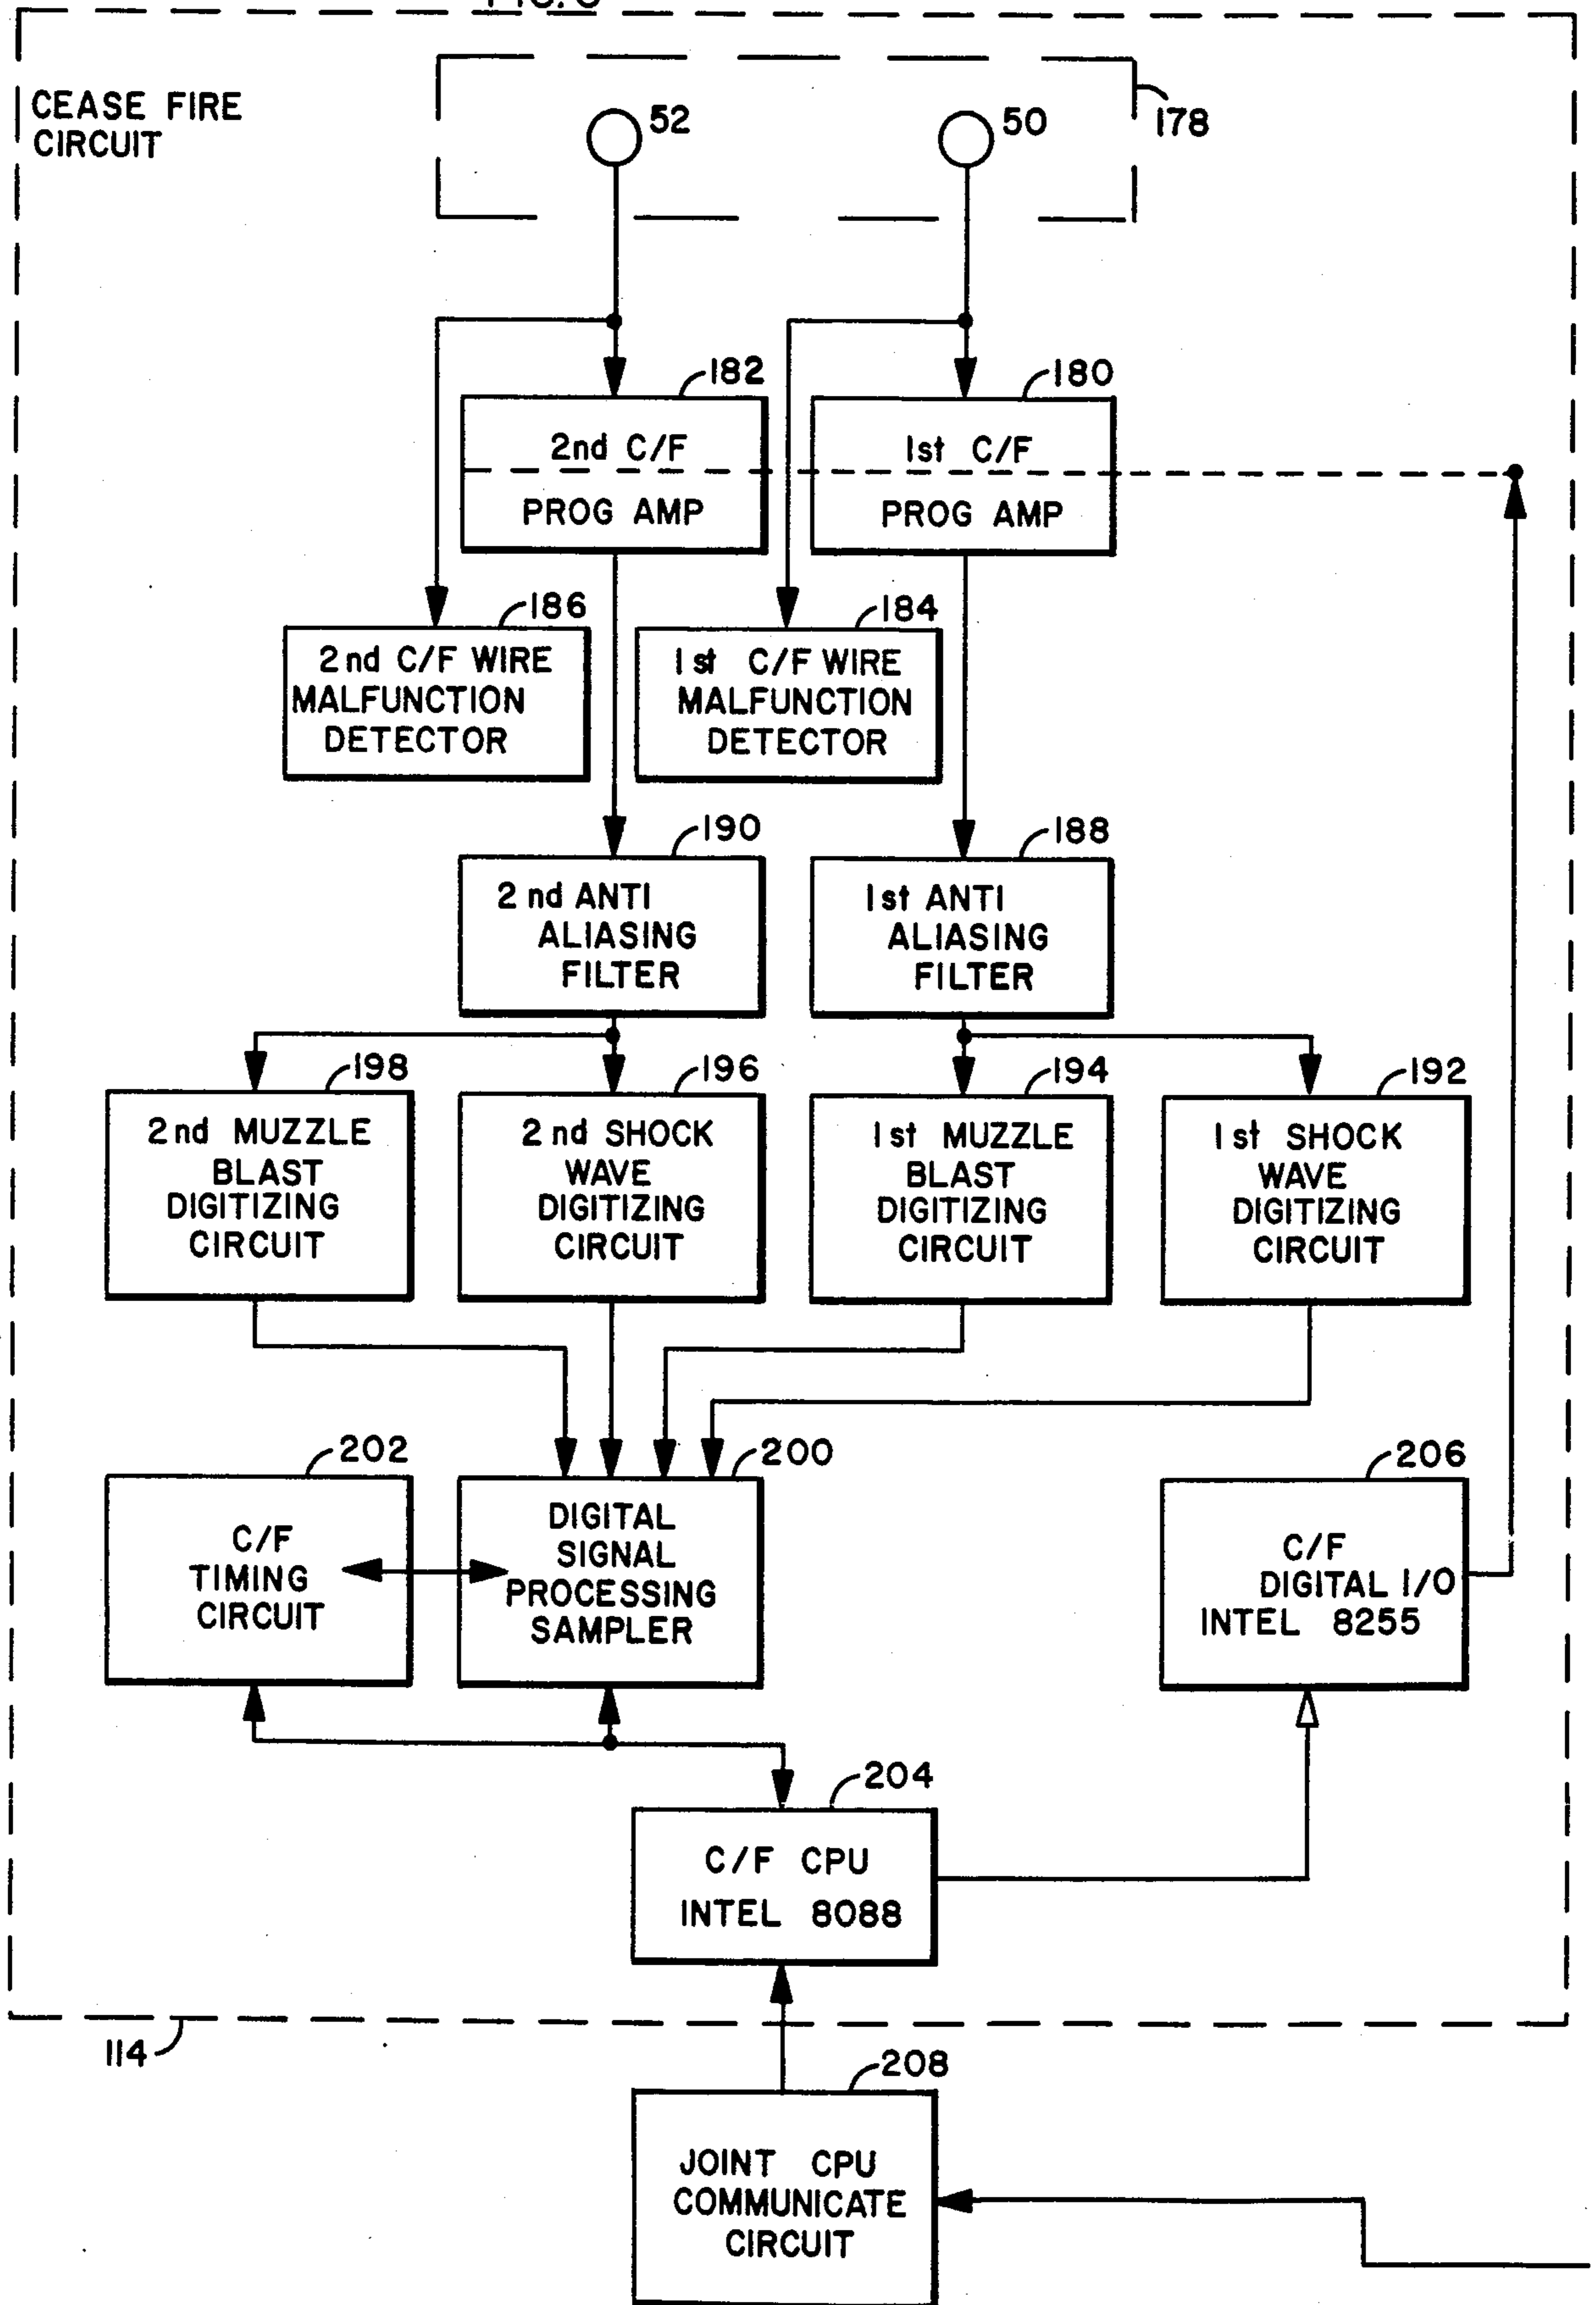 CEASE FIRE
CIRCUIT
52
50
178
182
180
2nd C/F
PROG AMP
1st C/F
PROG AMP
186
184
2nd C/F WIRE
MALFUNCTION
DETECTOR
1st C/F WIRE
MALFUNCTION
DETECTOR
190
188
2nd ANTI
ALIASING
FILTER
1st ANTI
ALIASING
FILTER
198
196
194
192
2nd MUZZLE
BLAST
DIGITIZING
CIRCUIT
2nd SHOCK
WAVE
DIGITIZING
CIRCUIT
1st MUZZLE
BLAST
DIGITIZING
CIRCUIT
1st SHOCK
WAVE
DIGITIZING
CIRCUIT
202
200
206
C/F
TIMING
CIRCUIT
DIGITAL
SIGNAL
PROCESSING
SAMPLER
C/F
DIGITAL I/O
INTEL 8255
204
C/F CPU
INTEL 8088
114
208
JOINT CPU
COMMUNICATE
CIRCUIT